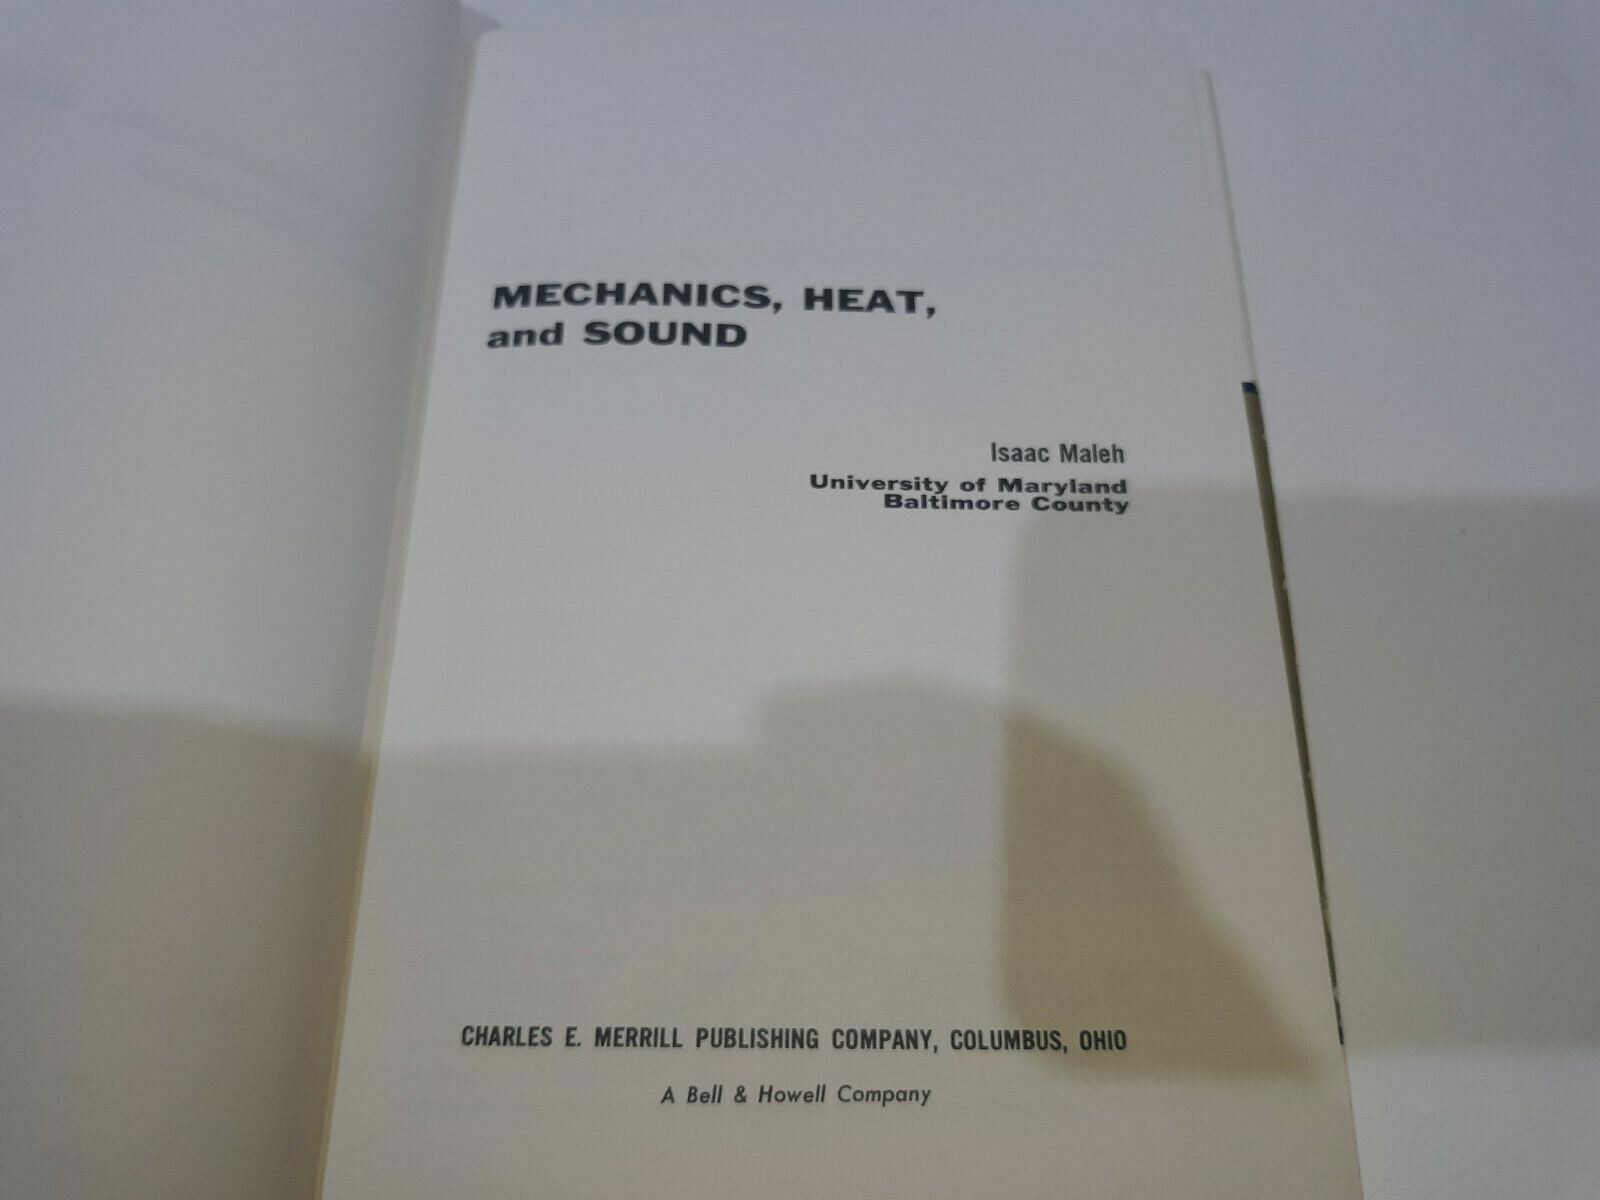 MECHANICS, HEAT,
and SOUND
Isaac Maleh
University of Maryland
Baltimore County
CHARLES E. MERRILL PUBLISHING COMPANY, COLUMBUS, OHIO
A Bell & Howell Company